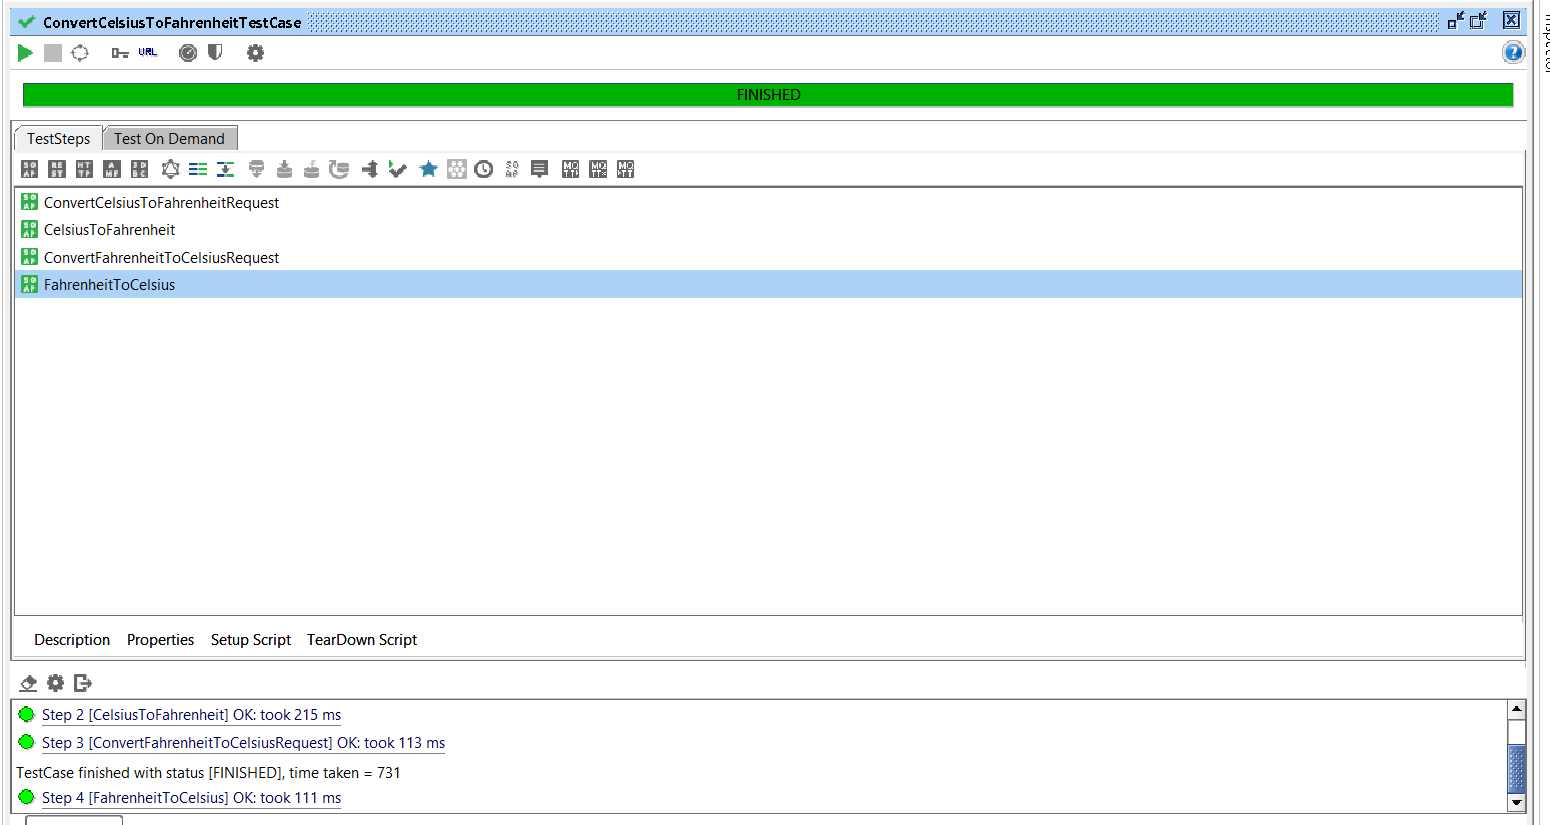 ConvertCelsiusToFahrenheitTestCase
URL
FINISHED
TestSteps
Test On Demand
ConvertCelsiusToFahrenheitRequest
CelsiusToFahrenheit
ConvertFahrenheitToCelsiusRequest
FahrenheitToCelsius
Description Properties Setup Script TearDown Script
Step 2 [CelsiusToFahrenheit] OK: took 215 ms
Step 3 [ConvertFahrenheitToCelsiusRequest] OK: took 113 ms
TestCase finished with status [FINISHED], time taken = 731
Step 4 [FahrenheitToCelsius] OK: took 111 ms